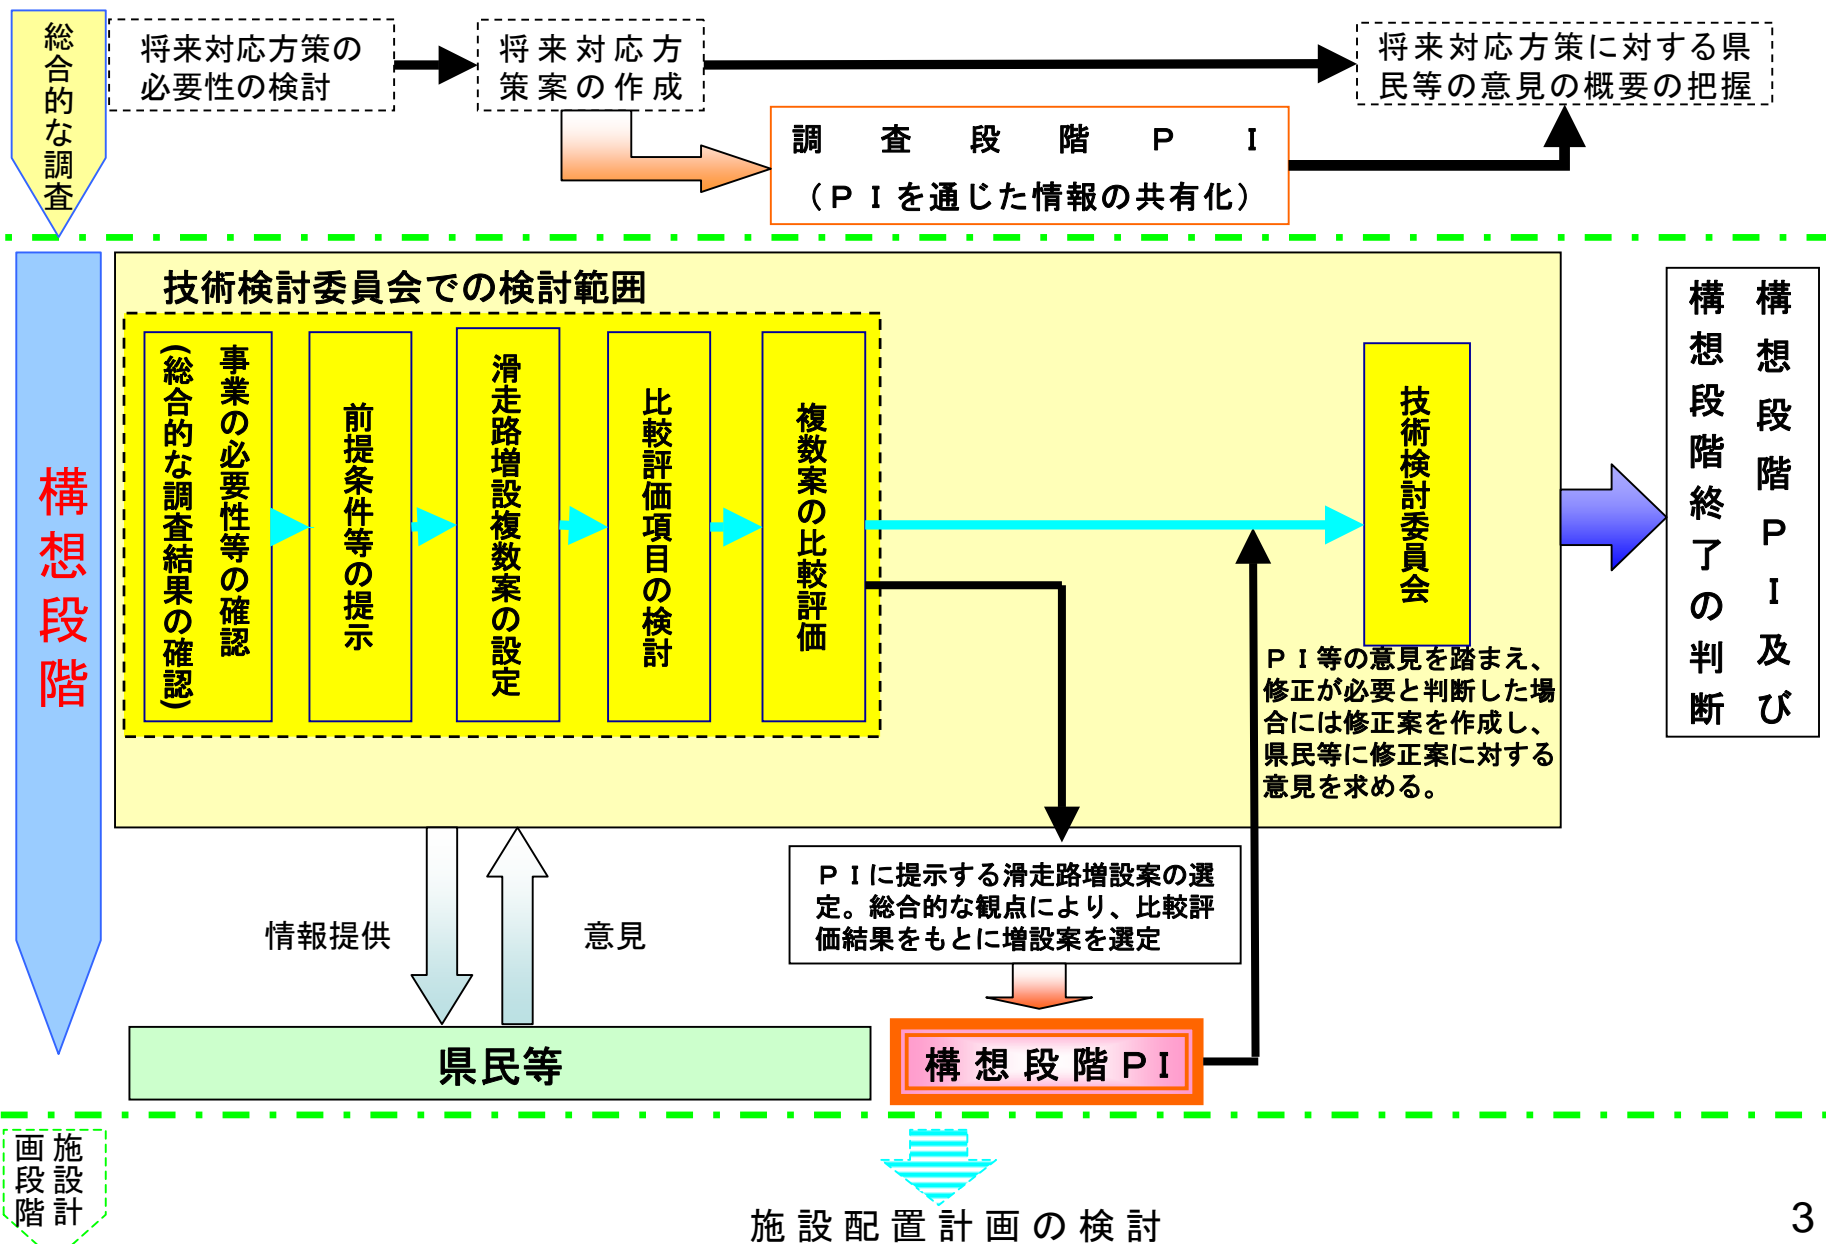 総合的な調査
将来対応方策の
必要性の検討
将来対応方
策案の作成
将来対応方策に対する県
民等の意見の概要の把握
調査段階ＰＩ
（ＰＩを通じた情報の共有化）
構想段階
技術検討委員会での検討範囲
事業の必要性等の確認
(総合的な調査結果の確認)
前提条件等の提示
滑走路増設複数案の設定
比較評価項目の検討
複数案の比較評価
技術検討委員会
ＰＩ等の意見を踏まえ、
修正が必要と判断した場
合には修正案を作成し、
県民等に修正案に対する
意見を求める。
構想段階ＰＩ及び
構想段階終了の判断
情報提供
意見
ＰＩに提示する滑走路増設案の選
定。総合的な観点により、比較評
価結果をもとに増設案を選定
県民等
構想段階ＰＩ
施設計
画段階
施設配置計画の検討
3